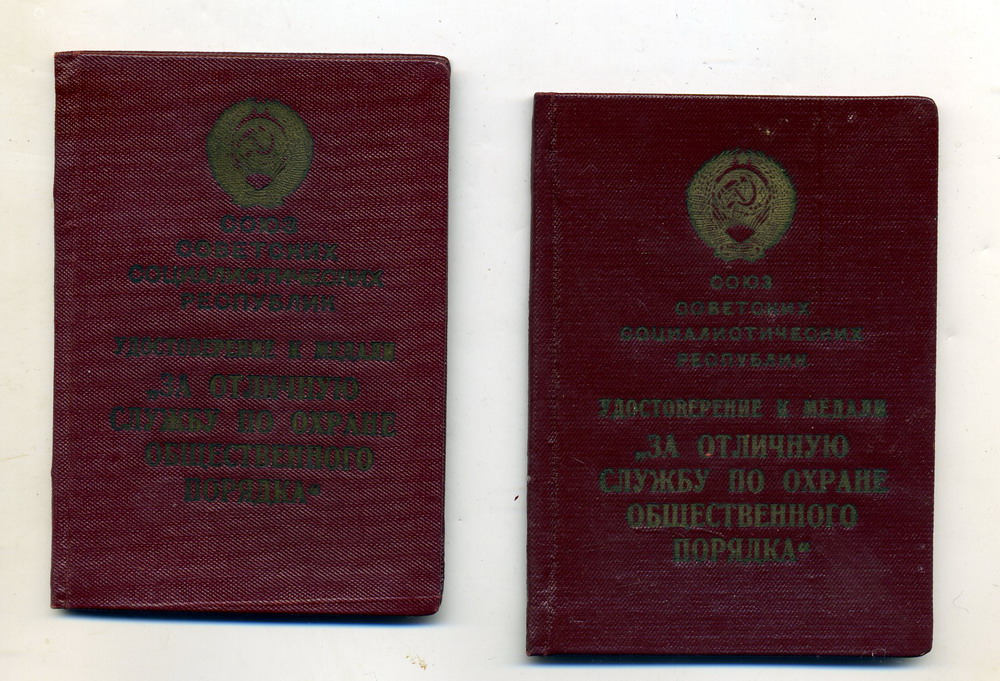 СОЮЗ
СОВЕТСКИХ
СОЦИАЛИСТИЧЕСКИХ
РЕСПУБЛИК
УДОСТОВЕРЕНИЕ К МЕДАЛИ
„ЗА ОТЛИЧНУЮ
СЛУЖБУ ПО ОХРАНЕ
ОБЩЕСТВЕННОГО
ПОРЯДКА“
СОЮЗ
СОВЕТСКИХ
СОЦИАЛИСТИЧЕСКИХ
РЕСПУБЛИК
УДОСТОВЕРЕНИЕ К МЕДАЛИ
„ЗА ОТЛИЧНУЮ
СЛУЖБУ ПО ОХРАНЕ
ОБЩЕСТВЕННОГО
ПОРЯДКА“